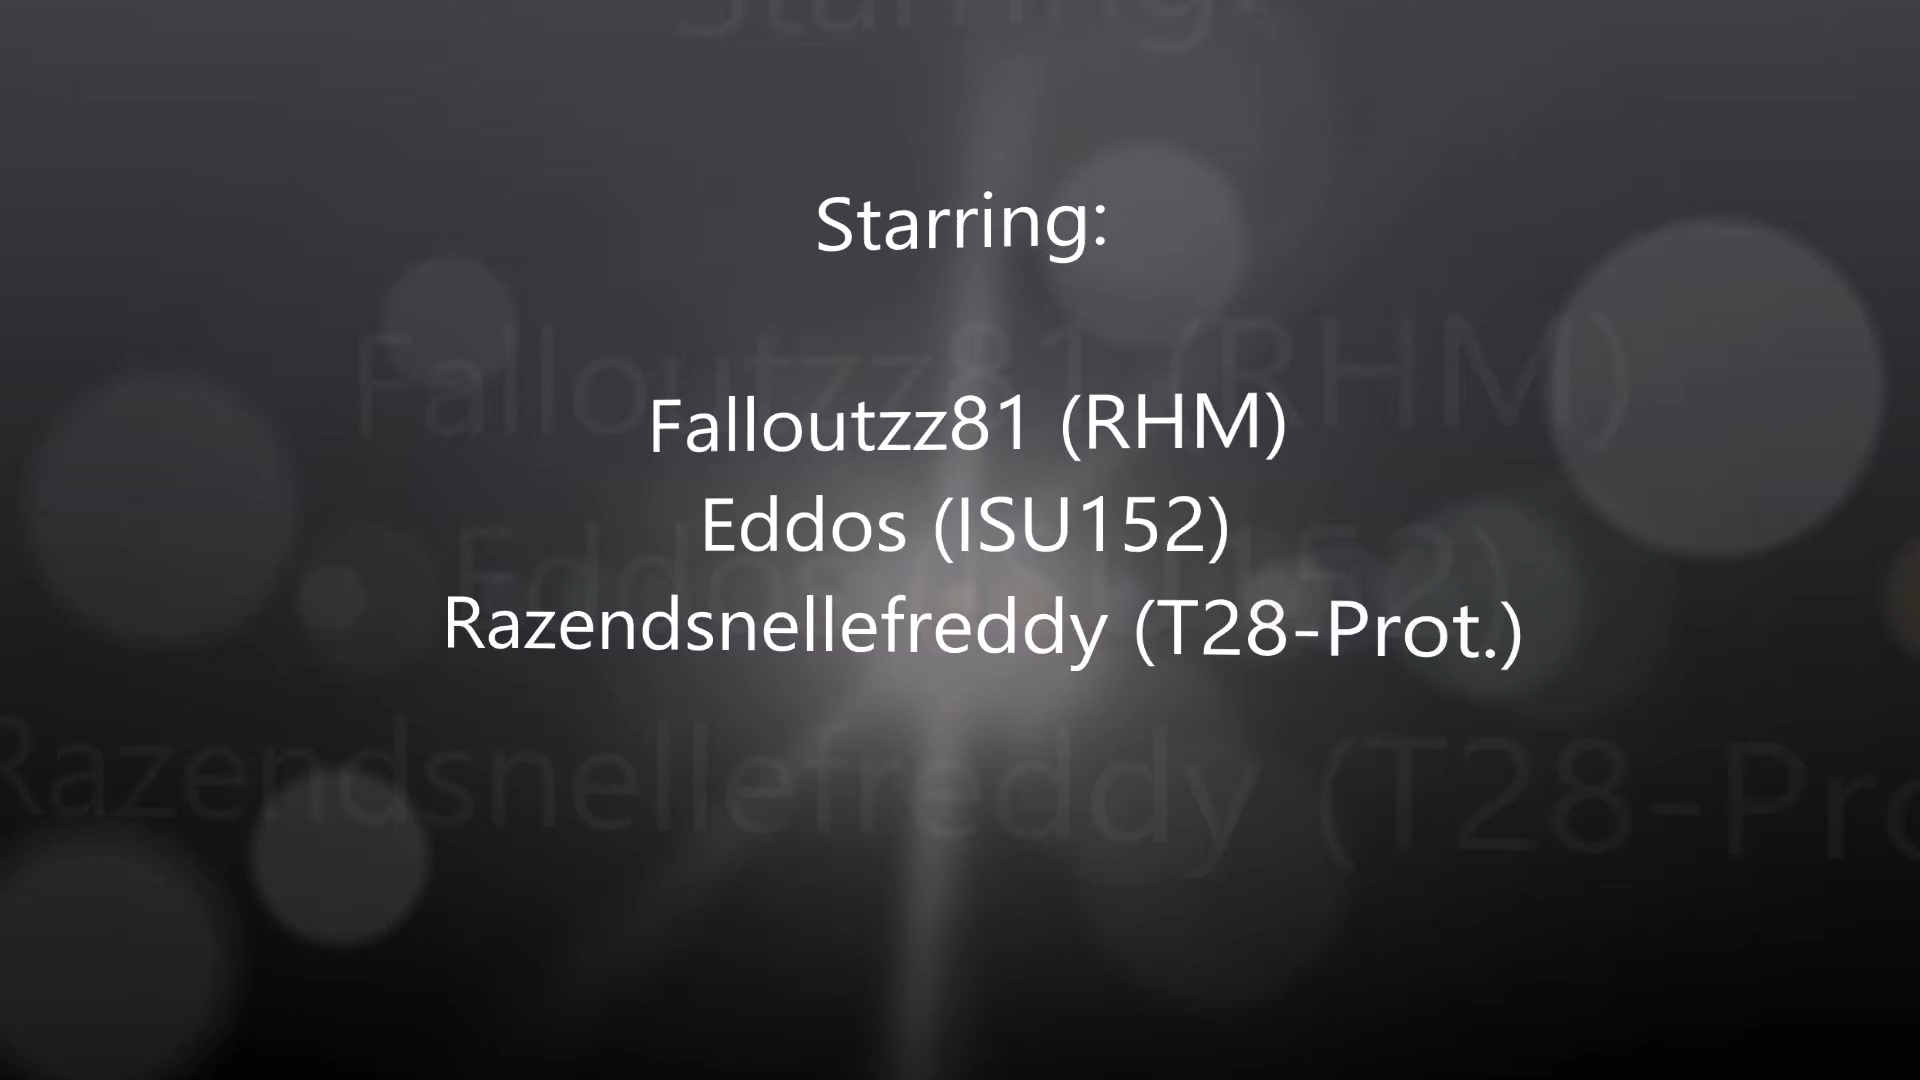 Starring:
Falloutzz81 (RHM)
Eddos (ISU152)
Razendsnellefreddy (T28-Prot.)